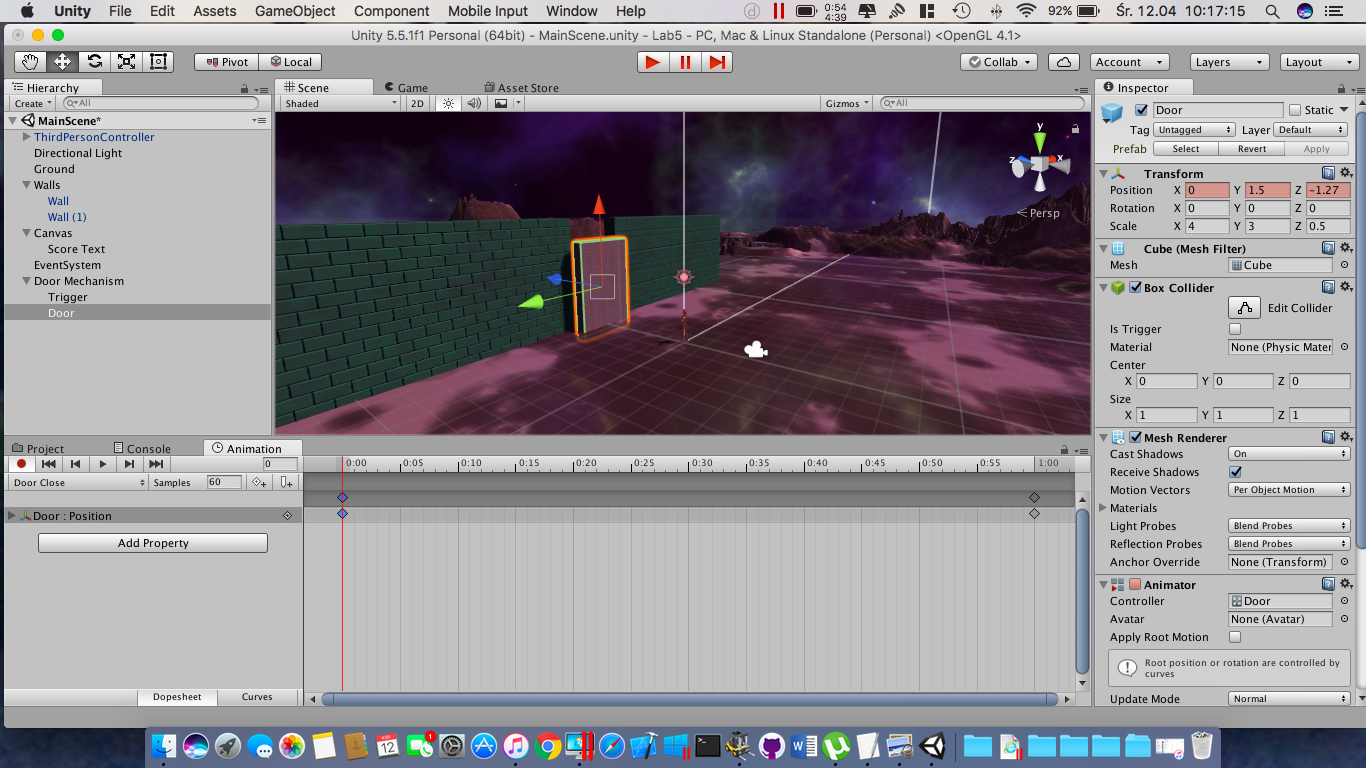 Unity File Edit Assets GameObject Component Mobile Input Window Help 0:54 4:39 92% Śr. 12.04 10:17:15
Unity 5.5.1f1 Personal (64bit) - MainScene.unity - Lab5 - PC, Mac & Linux Standalone (Personal) <OpenGL 4.1>
Pivot Local Collab Account Layers Layout
Hierarchy
Create All
MainScene*
ThirdPersonController
Directional Light
Ground
Walls
Wall
Wall (1)
Canvas
Score Text
EventSystem
Door Mechanism
Trigger
Door
Scene Game Asset Store
Shaded 2D Gizmos All
y
z x
Persp
Inspector
Door Static
Tag Untagged Layer Default
Prefab Select Revert Apply
Transform
Position X 0 Y 1.5 Z -1.27
Rotation X 0 Y 0 Z 0
Scale X 4 Y 3 Z 0.5
Cube (Mesh Filter)
Mesh Cube
Box Collider
Edit Collider
Is Trigger
Material None (Physic Mater
Center
X 0 Y 0 Z 0
Size
X 1 Y 1 Z 1
Mesh Renderer
Cast Shadows On
Receive Shadows
Motion Vectors Per Object Motion
Materials
Light Probes Blend Probes
Reflection Probes Blend Probes
Anchor Override None (Transform)
Animator
Controller Door
Avatar None (Avatar)
Apply Root Motion
Root position or rotation are controlled by
curves
Update Mode Normal
Project Console Animation
0 0:00 0:05 0:10 0:15 0:20 0:25 0:30 0:35 0:40 0:45 0:50 0:55 1:00
Door Close Samples 60
Door : Position
Add Property
Dopesheet Curves
12
1
W